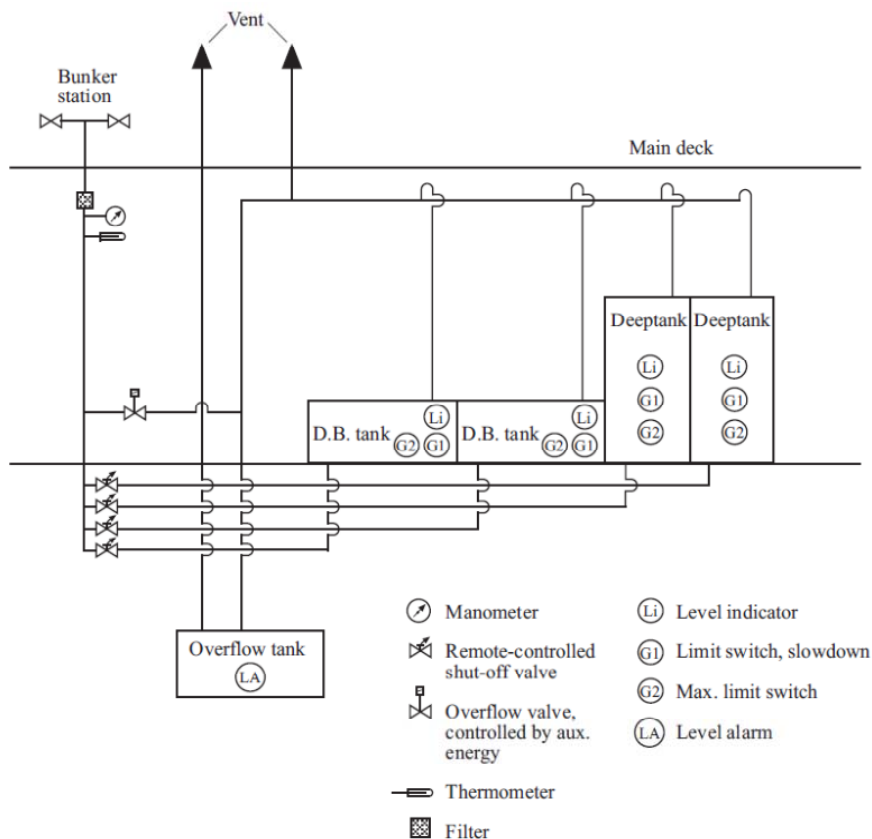 Vent
Bunker
station
Main deck
Deeptank
Deeptank
Li
Li
G1
G1
G2
G2
D.B. tank
Li
G2
G1
D.B. tank
Li
G2
G1
Overflow tank
LA
Manometer
Remote-controlled
shut-off valve
Overflow valve,
controlled by aux.
energy
Thermometer
Filter
Li Level indicator
G1 Limit switch, slowdown
G2 Max. limit switch
LA Level alarm